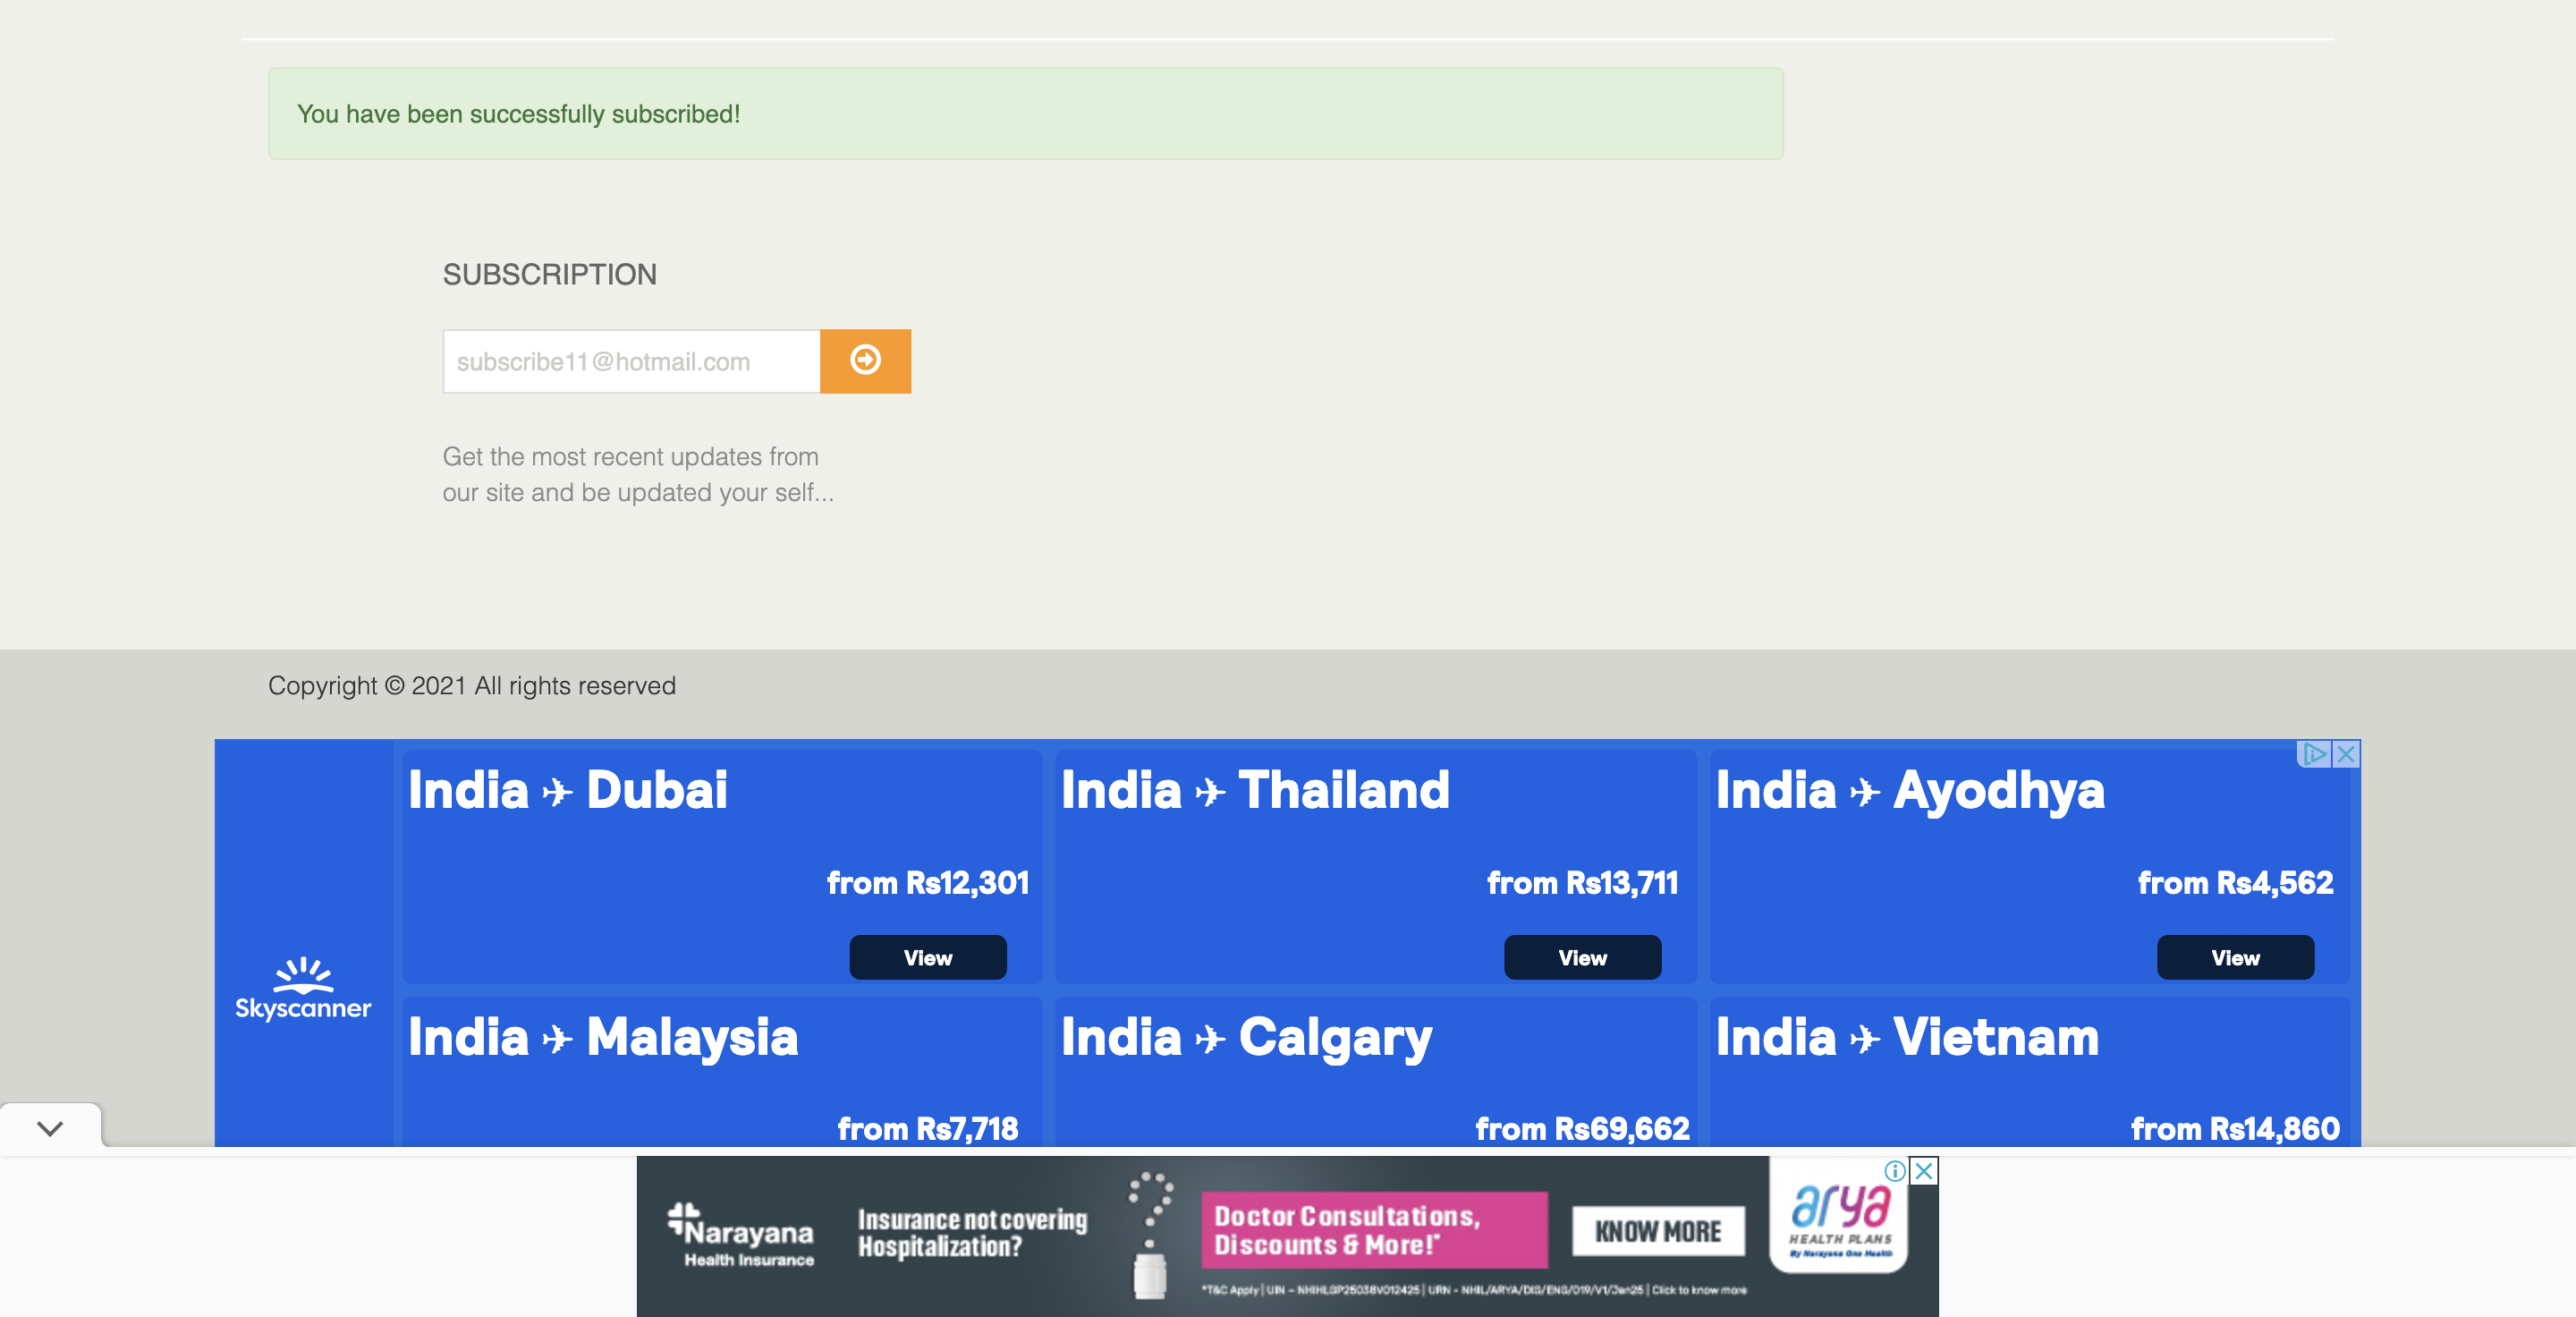 You have been successfully subscribed!
SUBSCRIPTION
subscribe11@hotmail.com
Get the most recent updates from
our site and be updated your self...
Copyright © 2021 All rights reserved
Skyscanner
India ✈ Dubai
from Rs12,301
View
India ✈ Thailand
from Rs13,711
View
India ✈ Ayodhya
from Rs4,562
View
India ✈ Malaysia
from Rs7,718
India ✈ Calgary
from Rs69,662
India ✈ Vietnam
from Rs14,860
Narayana
Health Insurance
Insurance not covering
Hospitalization?
Doctor Consultations,
Discounts & More!*
KNOW MORE
*T&C Apply | UIN - NHIHLGP25038V012425 | URN - NHIL/ARYA/DIG/ENG/019/V1/Jan25 | Click to know more
arya
HEALTH PLANS
By Narayana One Health